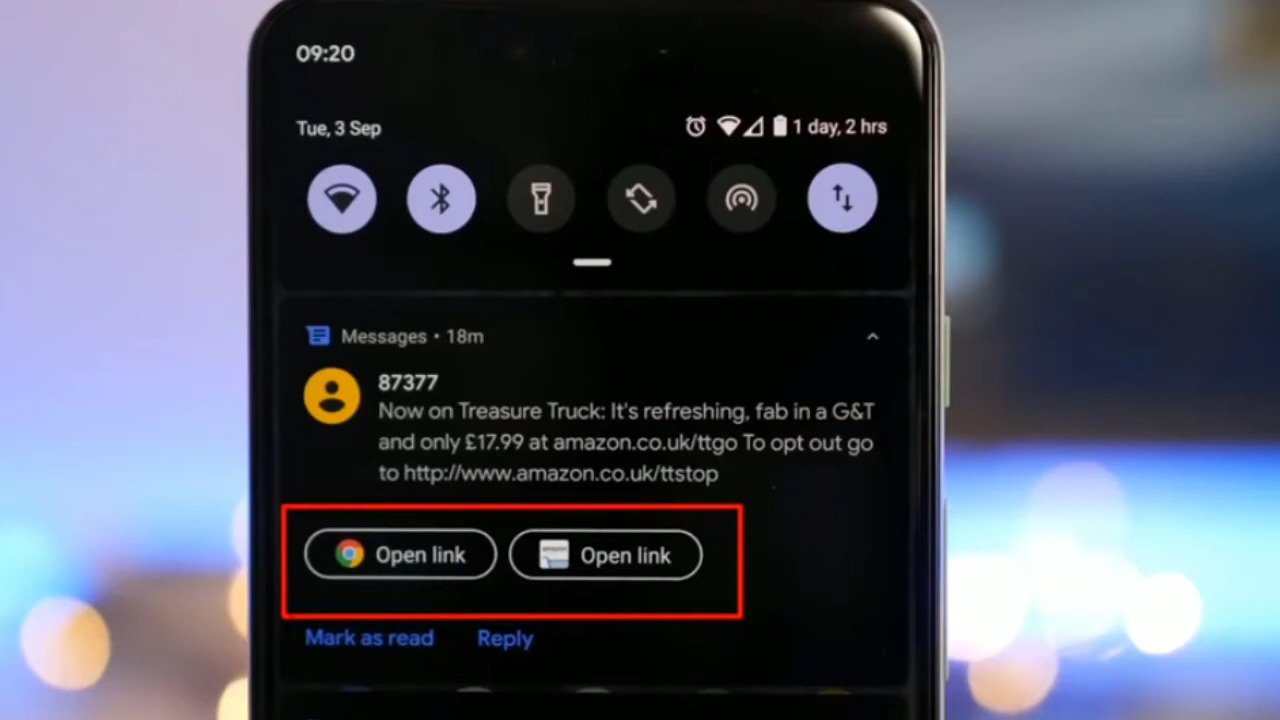 09:20
Tue, 3 Sep
1 day, 2 hrs
Messages • 18m
87377
Now on Treasure Truck: It's refreshing, fab in a G&T
and only £17.99 at amazon.co.uk/ttgo To opt out go
to http://www.amazon.co.uk/ttstop
Open link
Open link
Mark as read
Reply